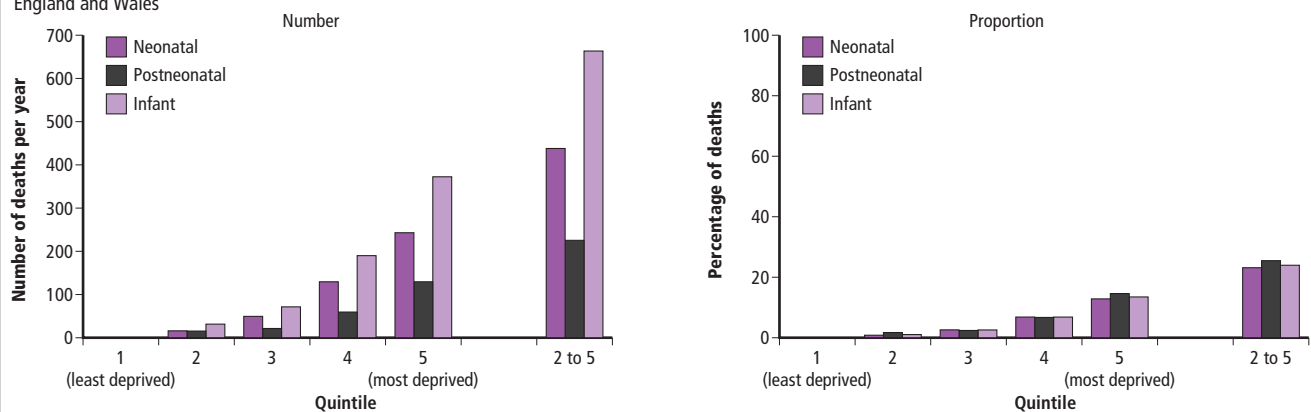 England and Wales
Number
Number of deaths per year
700
600
500
400
300
200
100
0
Neonatal
Postneonatal
Infant
1
(least deprived)
2
3
4
5
(most deprived)
2 to 5
Quintile
Proportion
Percentage of deaths
100
80
60
40
20
0
Neonatal
Postneonatal
Infant
1
(least deprived)
2
3
4
5
(most deprived)
2 to 5
Quintile